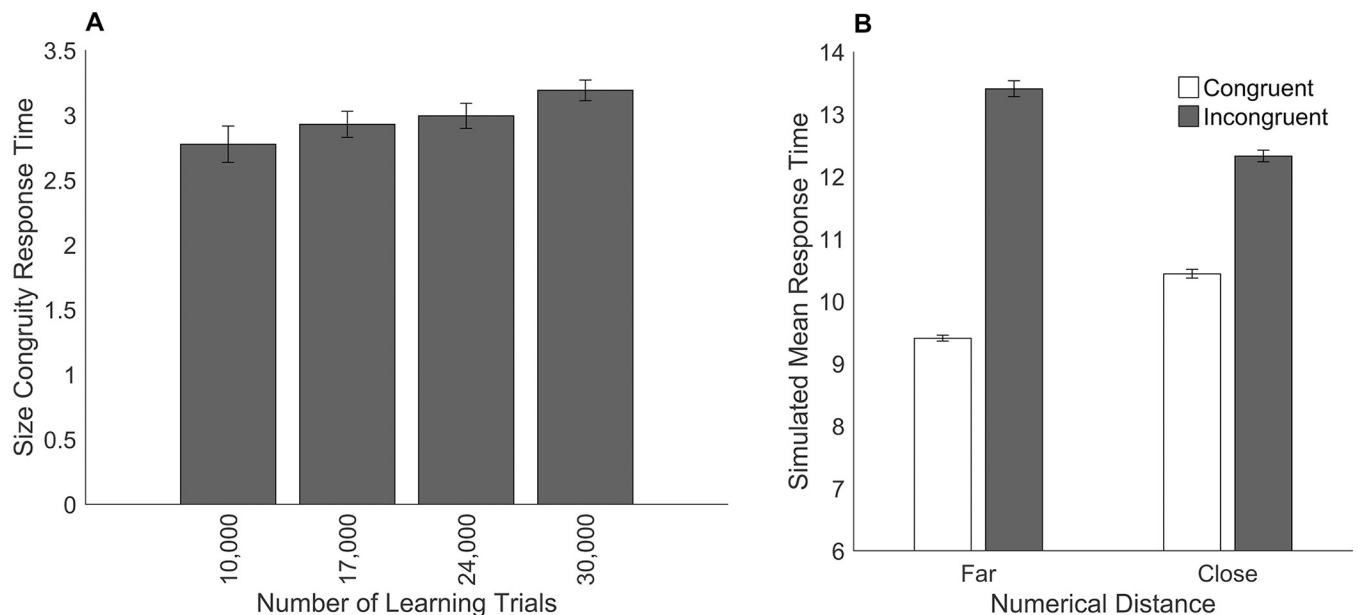 A
Size Congruity Response Time
3.5
3
2.5
2
1.5
1
0.5
0
10,000
17,000
24,000
30,000
Number of Learning Trials
B
Simulated Mean Response Time
14
13
12
11
10
9
8
7
6
Congruent
Incongruent
Far
Close
Numerical Distance